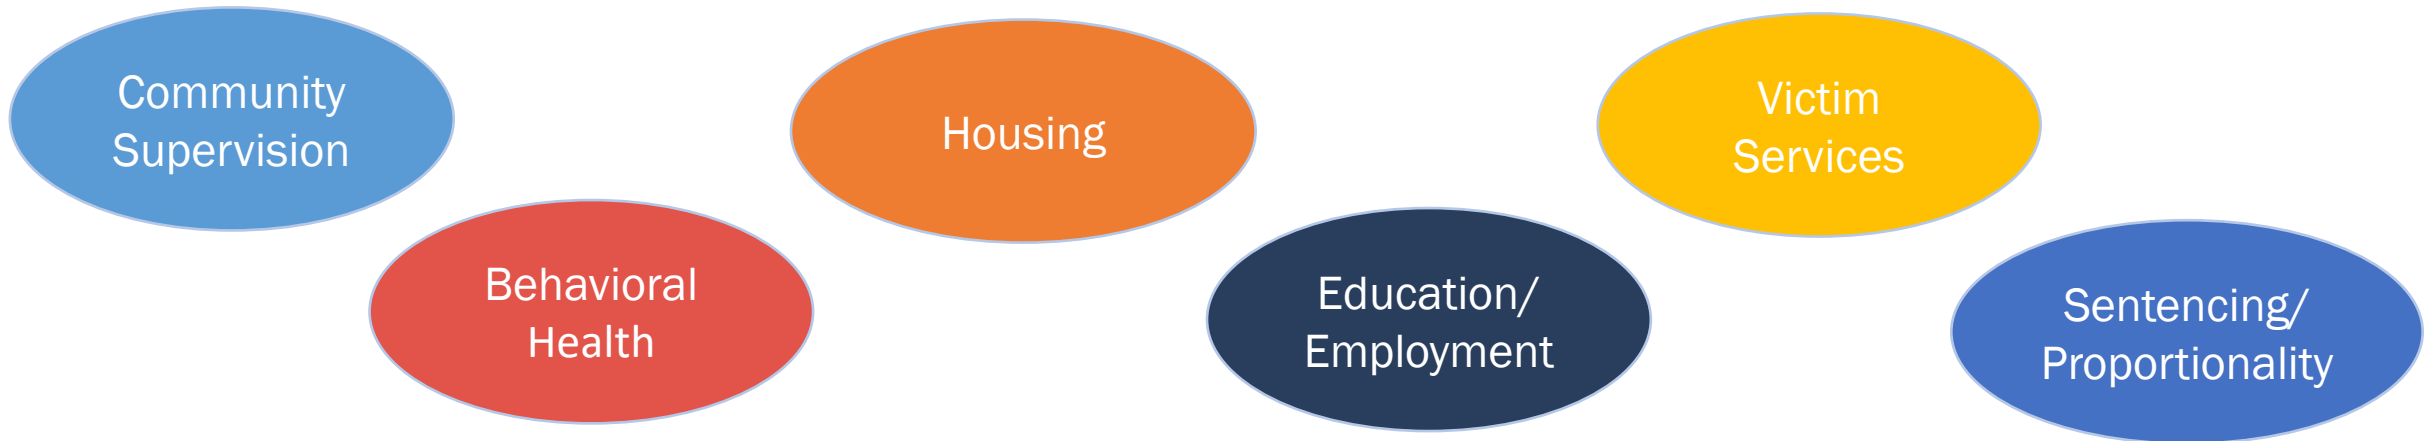 Community
Supervision
Behavioral
Health
Housing
Education/
Employment
Victim
Services
Sentencing/
Proportionality